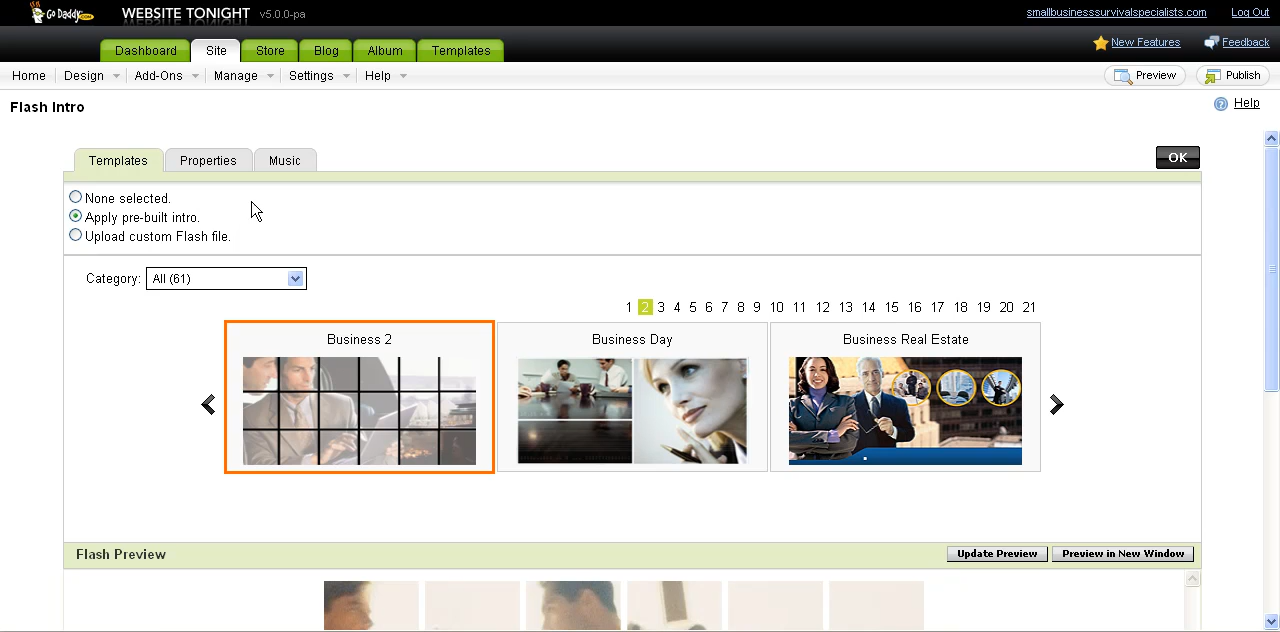 Go Daddy.com WEBSITE TONIGHT v5.0.0-pa smallbusinesssurvivalspecialists.com Log Out
Dashboard Site Store Blog Album Templates New Features Feedback
Home Design Add-Ons Manage Settings Help Preview Publish
Flash Intro Help
Templates Properties Music OK
None selected.
Apply pre-built intro.
Upload custom Flash file.
Category: All (61)
1 2 3 4 5 6 7 8 9 10 11 12 13 14 15 16 17 18 19 20 21
Business 2 Business Day Business Real Estate
Flash Preview Update Preview Preview in New Window